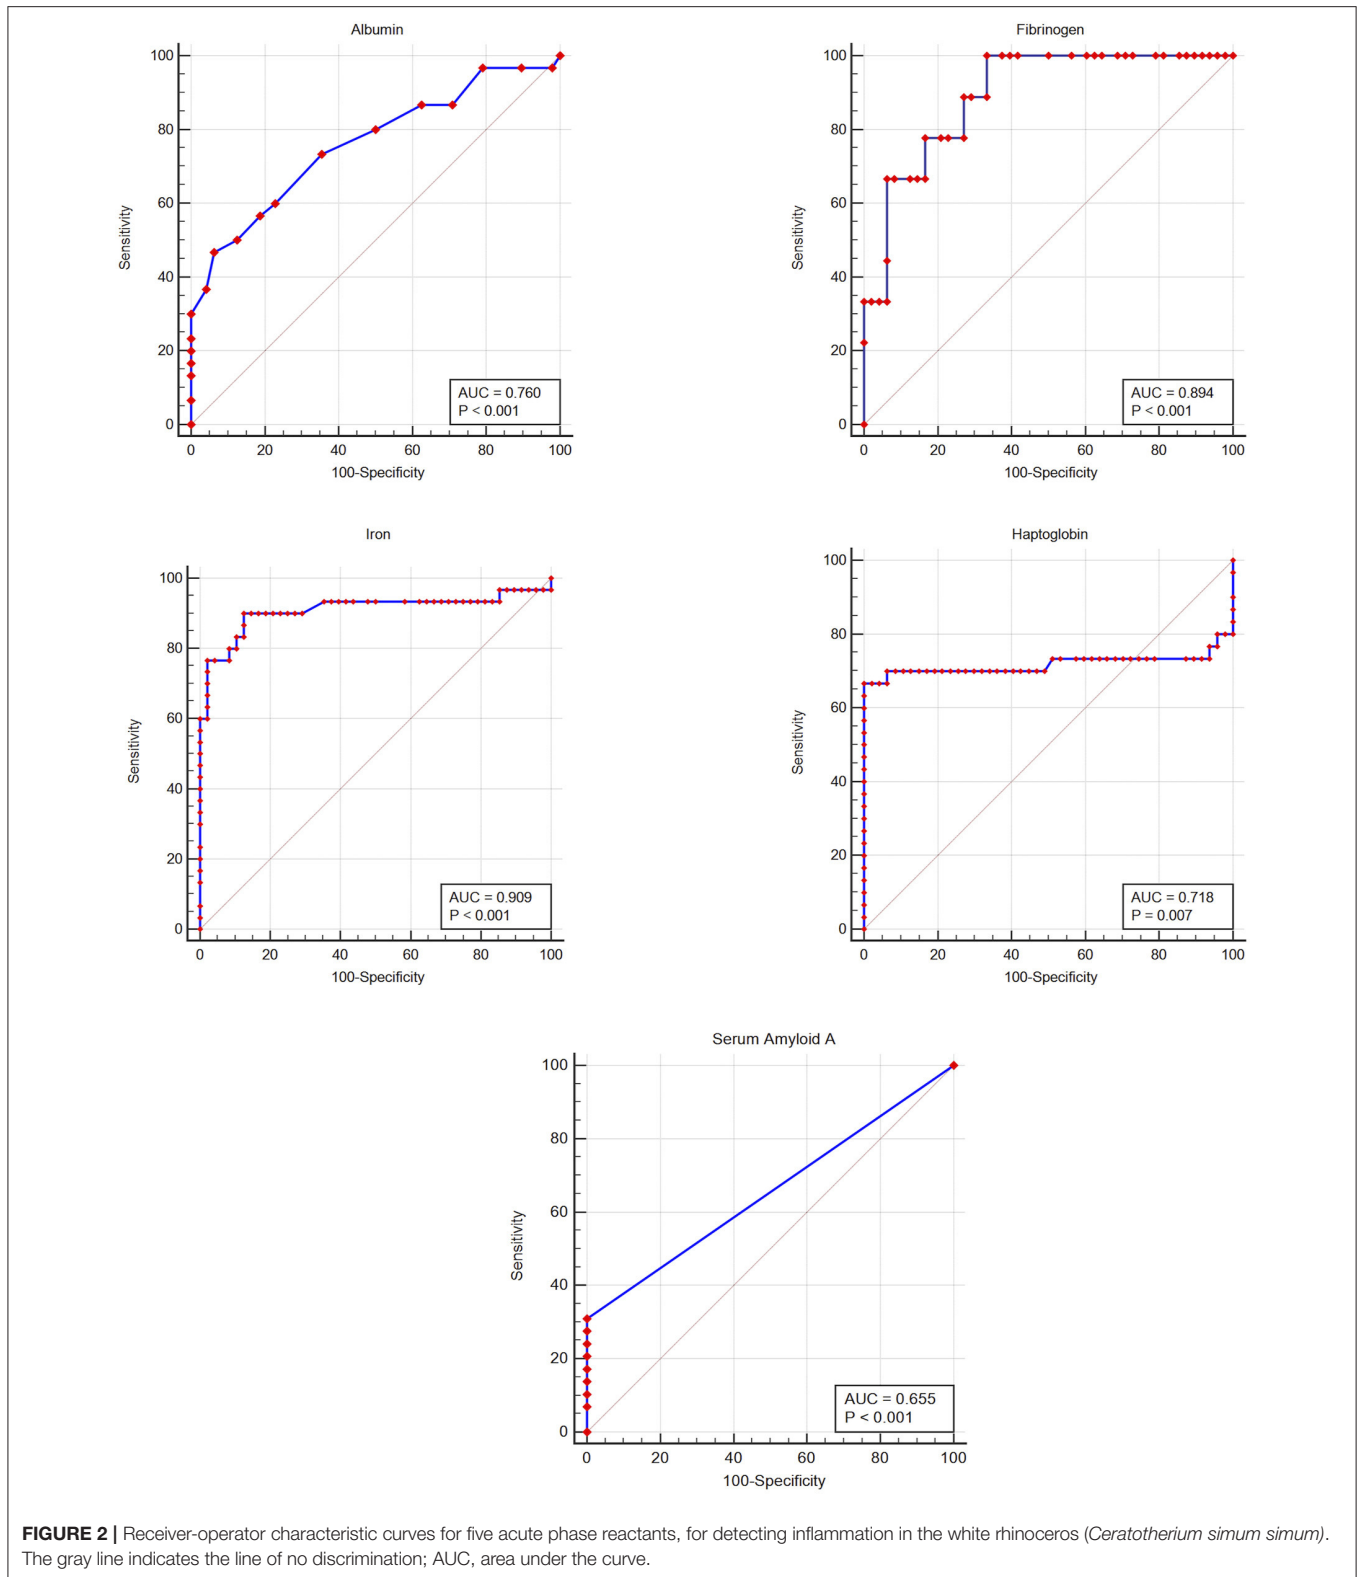 Albumin
100
80
60
40
20
0
Sensitivity
0 20 40 60 80 100
100-Specificity
AUC = 0.760
P < 0.001
Fibrinogen
100
80
60
40
20
0
Sensitivity
0 20 40 60 80 100
100-Specificity
AUC = 0.894
P < 0.001
Iron
100
80
60
40
20
0
Sensitivity
0 20 40 60 80 100
100-Specificity
AUC = 0.909
P < 0.001
Haptoglobin
100
80
60
40
20
0
Sensitivity
0 20 40 60 80 100
100-Specificity
AUC = 0.718
P = 0.007
Serum Amyloid A
100
80
60
40
20
0
Sensitivity
0 20 40 60 80 100
100-Specificity
AUC = 0.655
P < 0.001
FIGURE 2 | Receiver-operator characteristic curves for five acute phase reactants, for detecting inflammation in the white rhinoceros (Ceratotherium simum simum).
The gray line indicates the line of no discrimination; AUC, area under the curve.